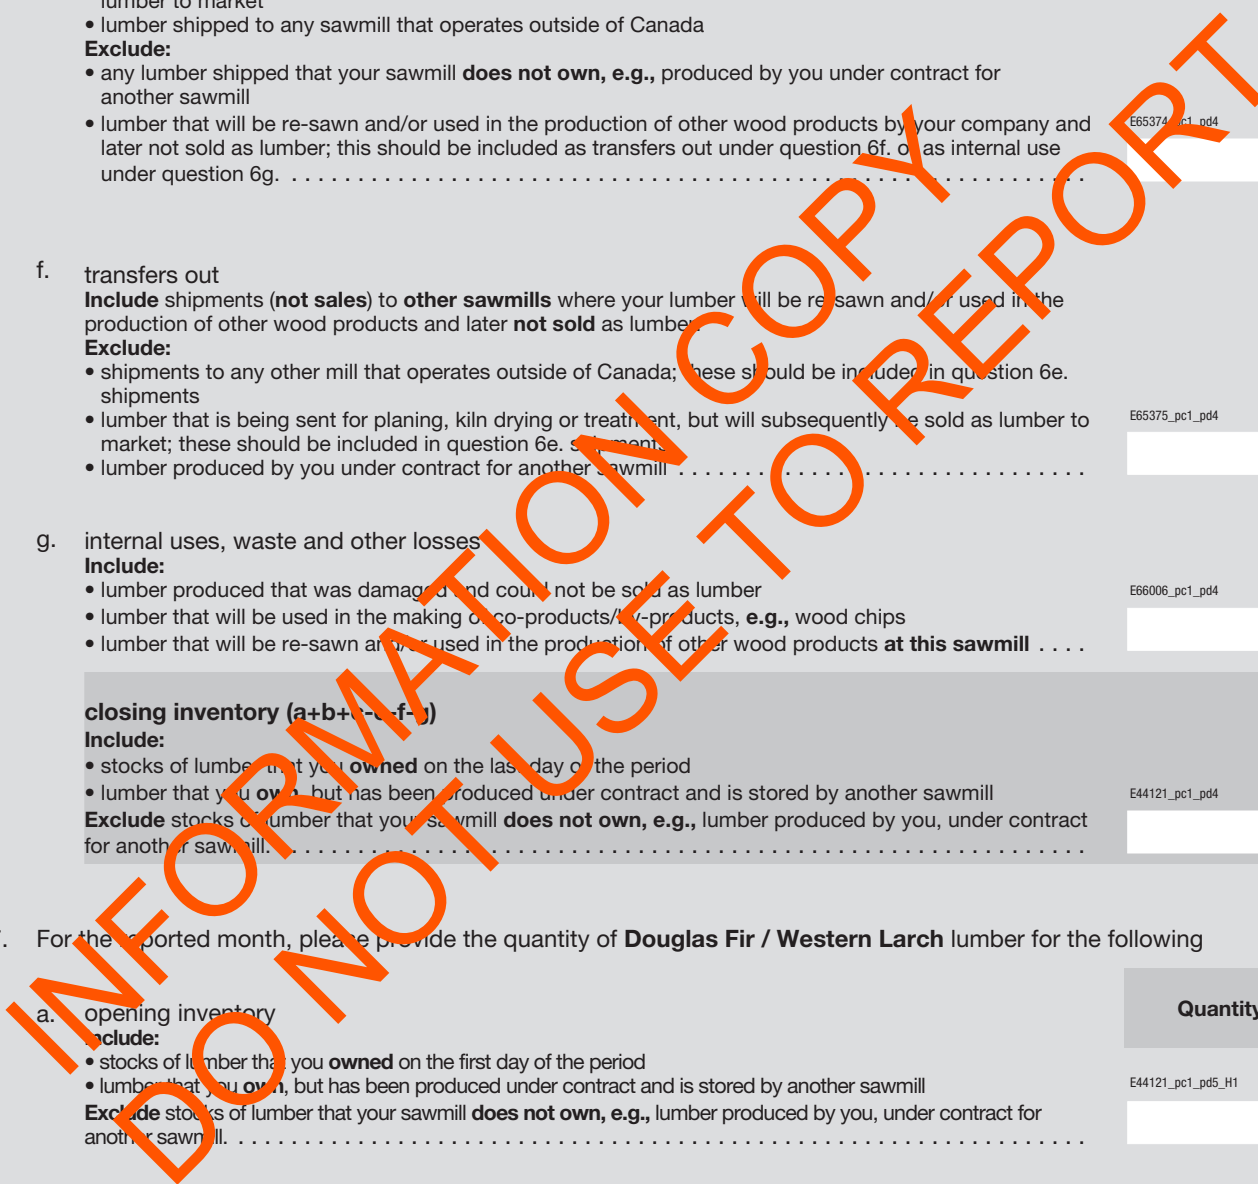 lumber to market
• lumber shipped to any sawmill that operates outside of Canada
Exclude:
• any lumber shipped that your sawmill does not own, e.g., produced by you under contract for
another sawmill
• lumber that will be re-sawn and/or used in the production of other wood products by your company and
later not sold as lumber; this should be included as transfers out under question 6f. or as internal use
under question 6g.
E65374_pc1_pd4
f. transfers out
Include shipments (not sales) to other sawmills where your lumber will be re-sawn and/or used in the
production of other wood products and later not sold as lumber.
Exclude:
• shipments to any other mill that operates outside of Canada; these should be included in question 6e.
shipments
• lumber that is being sent for planing, kiln drying or treatment, but will subsequently be sold as lumber to
market; these should be included in question 6e. shipments
• lumber produced by you under contract for another sawmill
E65375_pc1_pd4
g. internal uses, waste and other losses
Include:
• lumber produced that was damaged and could not be sold as lumber
• lumber that will be used in the making of co-products/by-products, e.g., wood chips
• lumber that will be re-sawn and/or used in the production of other wood products at this sawmill
E66006_pc1_pd4
closing inventory (a+b+c-e-f-g)
Include:
• stocks of lumber that you owned on the last day of the period
• lumber that you own, but has been produced under contract and is stored by another sawmill
Exclude stocks of lumber that your sawmill does not own, e.g., lumber produced by you, under contract
for another sawmill.
E44121_pc1_pd4
For the reported month, please provide the quantity of Douglas Fir / Western Larch lumber for the following
Quantity
a. opening inventory
Include:
• stocks of lumber that you owned on the first day of the period
• lumber that you own, but has been produced under contract and is stored by another sawmill
Exclude stocks of lumber that your sawmill does not own, e.g., lumber produced by you, under contract for
another sawmill.
E44121_pc1_pd5_H1
INFORMATION COPY
DO NOT USE TO REPORT